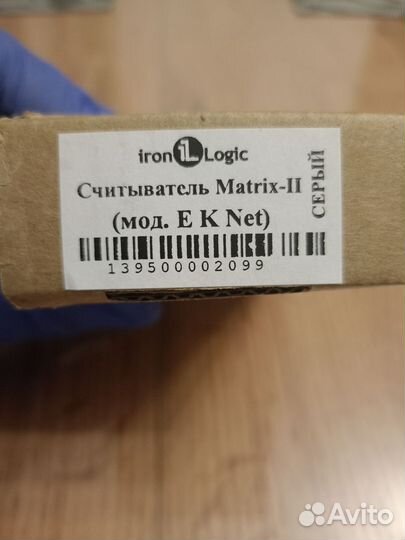 iron Logic
Считыватель Matrix-II
(мод. E K Net)
139500002099
СЕРЫЙ
Avito